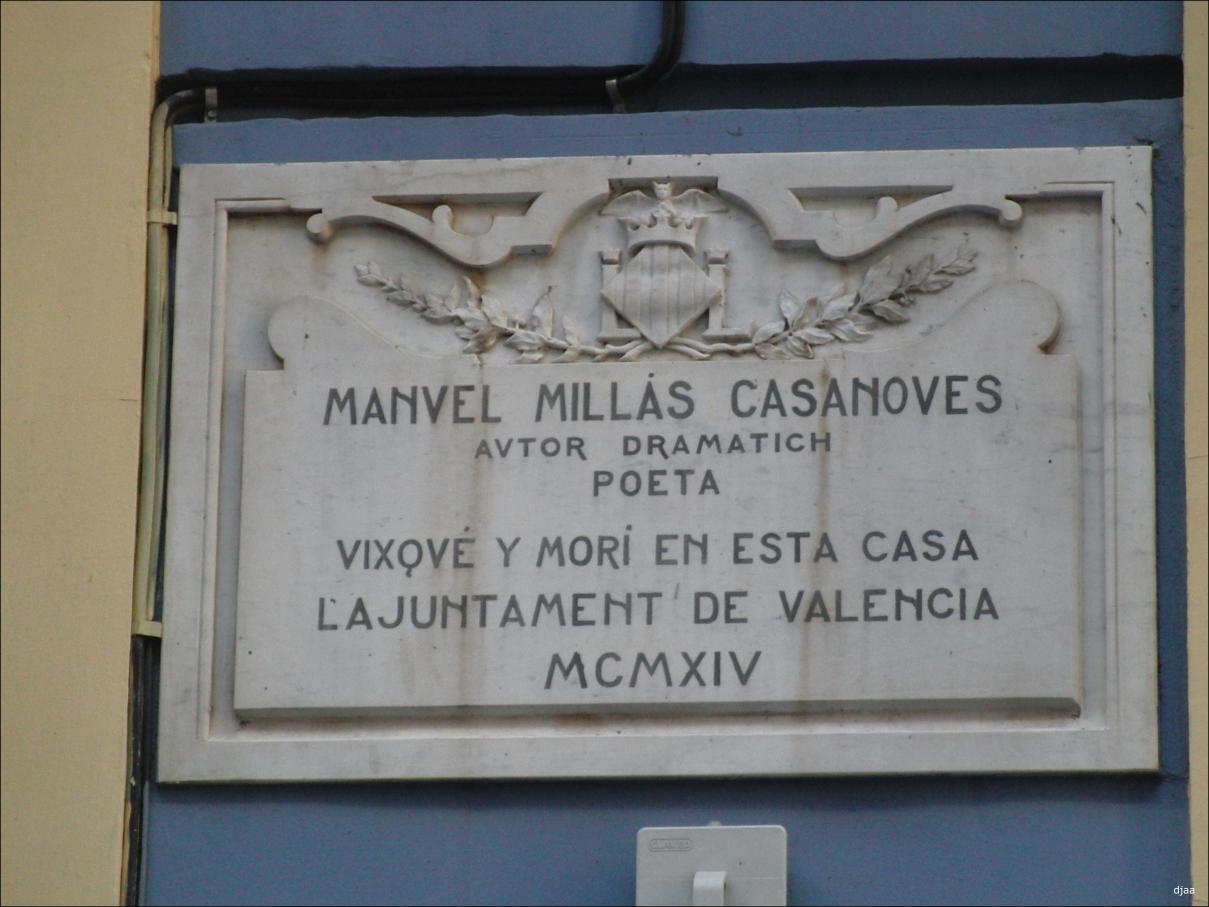 MANVEL MILLÁS CASANOVES
AVTOR DRAMATICH
POETA
VIXQVÉ Y MORÍ EN ESTA CASA
L'AJUNTAMENT DE VALENCIA
MCMXIV
djaa